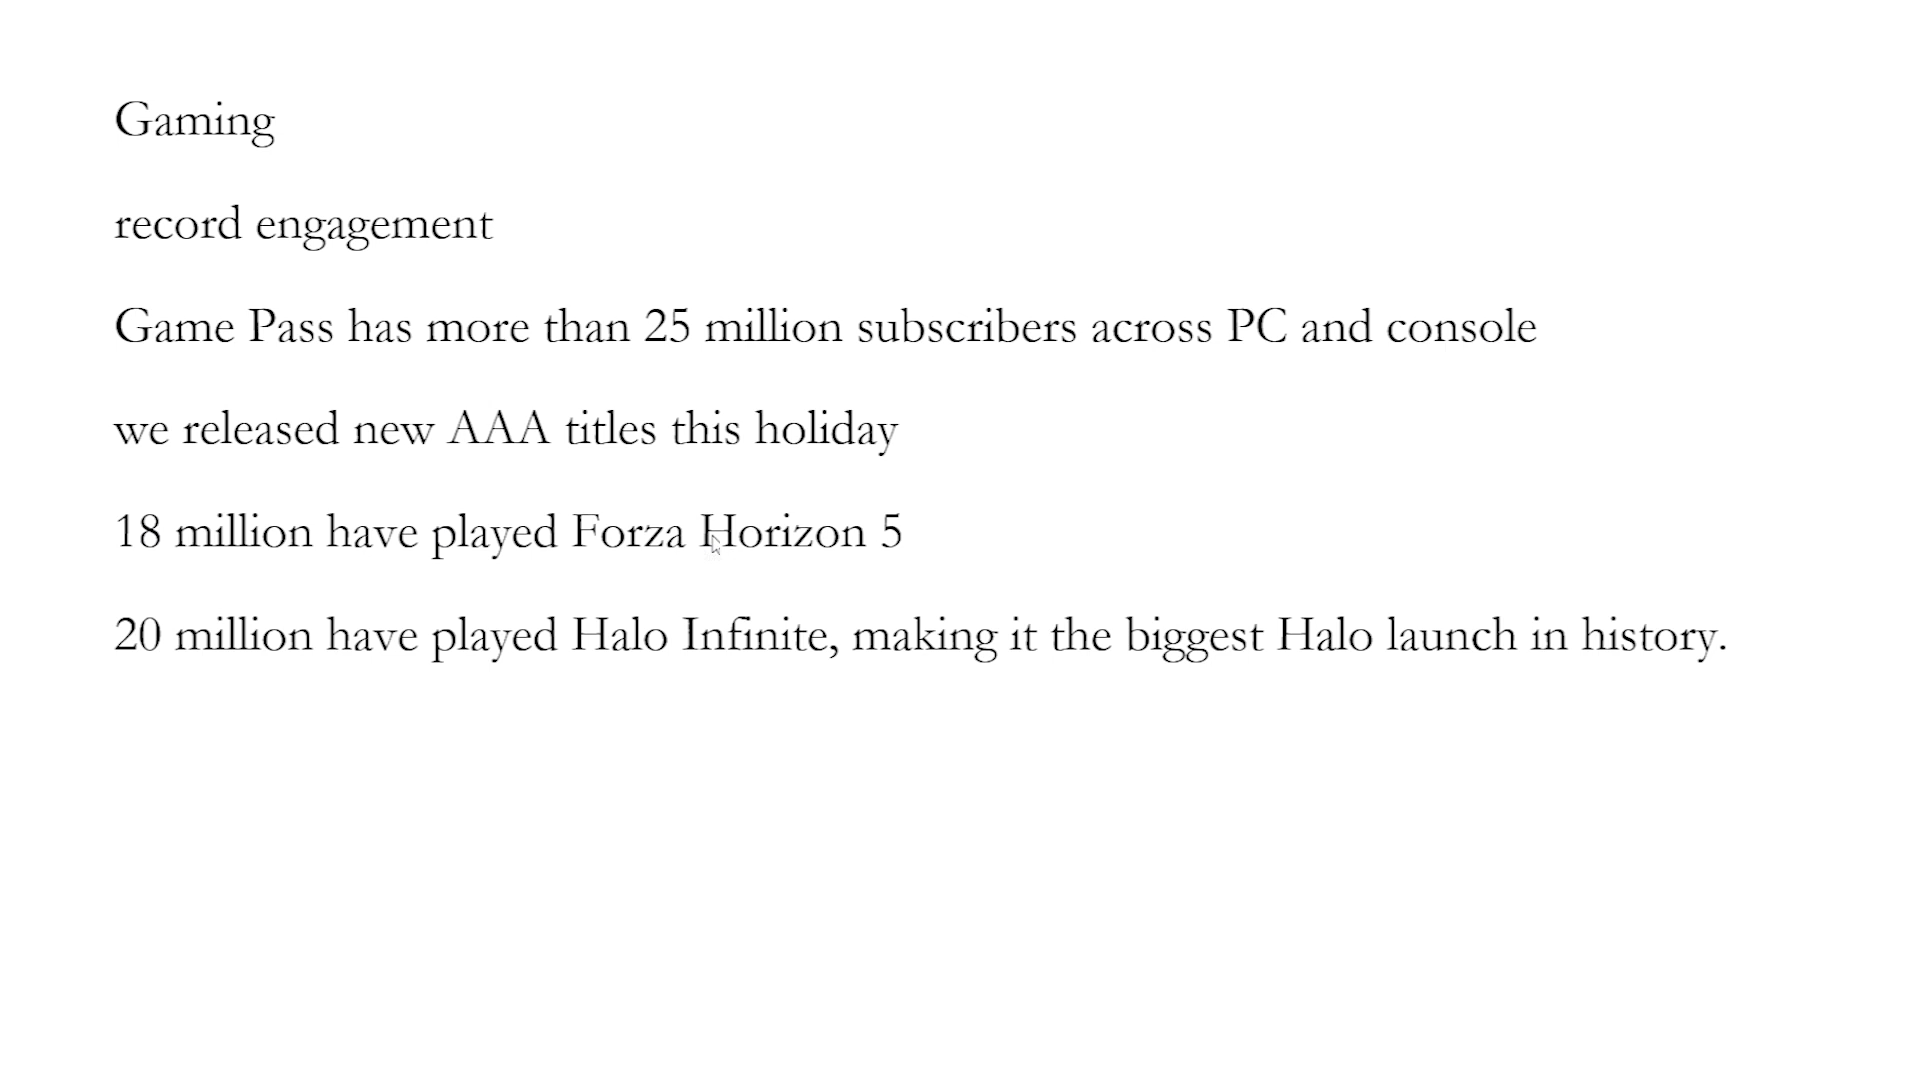 Gaming
record engagement
Game Pass has more than 25 million subscribers across PC and console
we released new AAA titles this holiday
18 million have played Forza Horizon 5
20 million have played Halo Infinite, making it the biggest Halo launch in history.